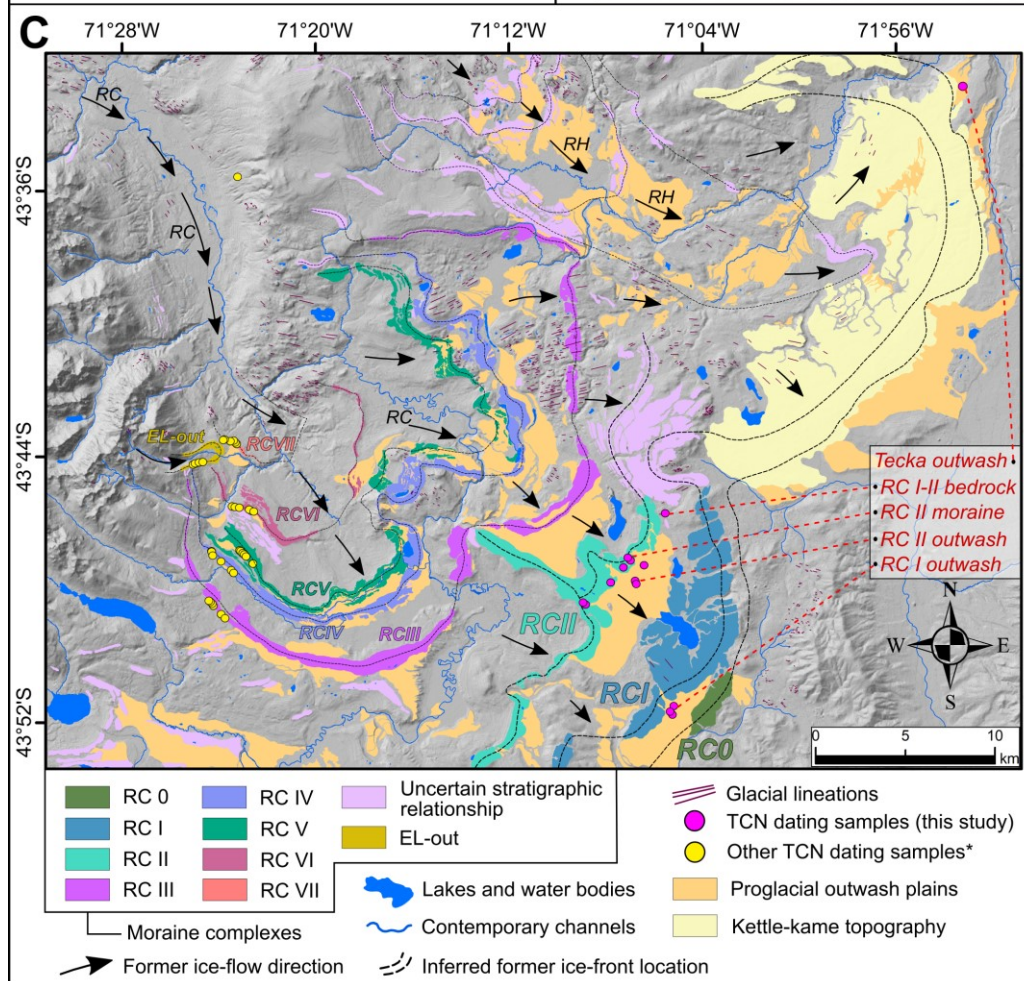 C
71°28'W 71°20'W 71°12'W 71°04'W 71°56'W
43°36'S
43°44'S
43°52'S
RC
RC
RH
RH
RC
EL-out
RCVII
RCVI
RCV
RCIV
RCIII
RCII
RCI
RC0
Tecka outwash
RC I-II bedrock
RC II moraine
RC II outwash
RC I outwash
N
W E
S
0 5 10
km
RC 0
RC I
RC II
RC III
RC IV
RC V
RC VI
RC VII
Uncertain stratigraphic
relationship
EL-out
Moraine complexes
Glacial lineations
TCN dating samples (this study)
Other TCN dating samples*
Lakes and water bodies
Proglacial outwash plains
Contemporary channels
Kettle-kame topography
Former ice-flow direction
Inferred former ice-front location